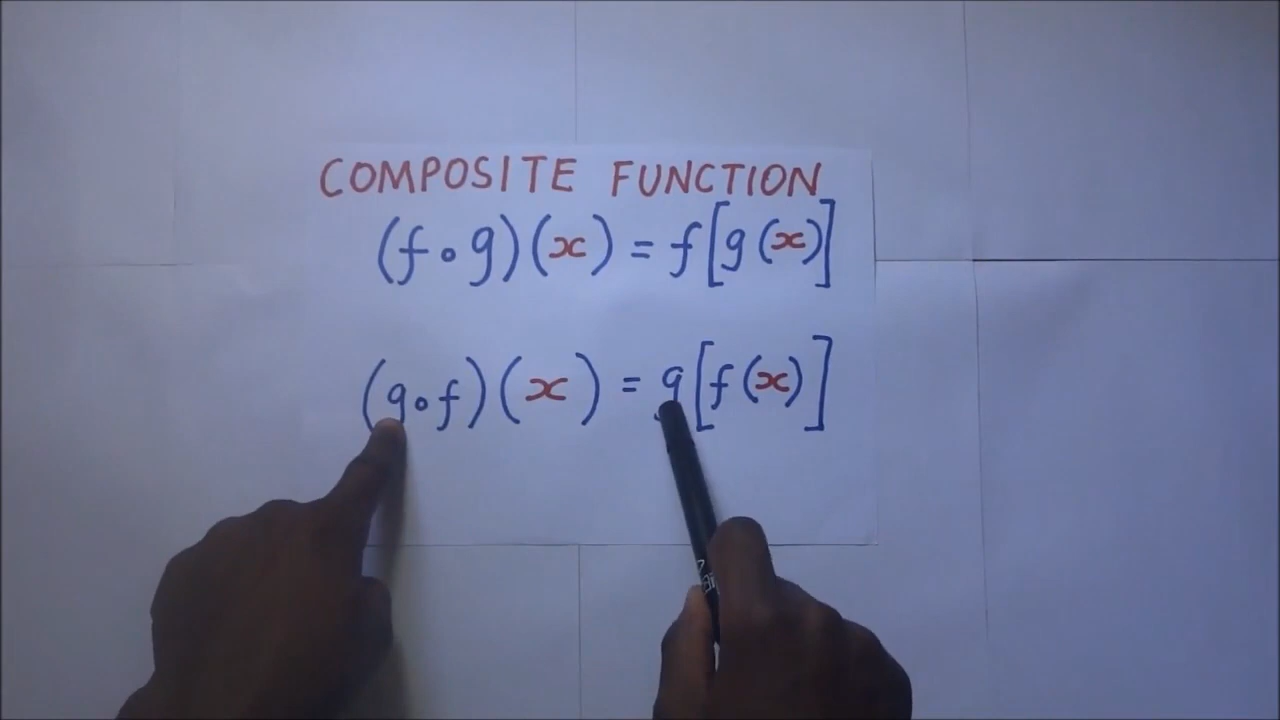 COMPOSITE FUNCTION
(f∘g)(x) = f[g(x)]
(g∘f)(x) = g[f(x)]